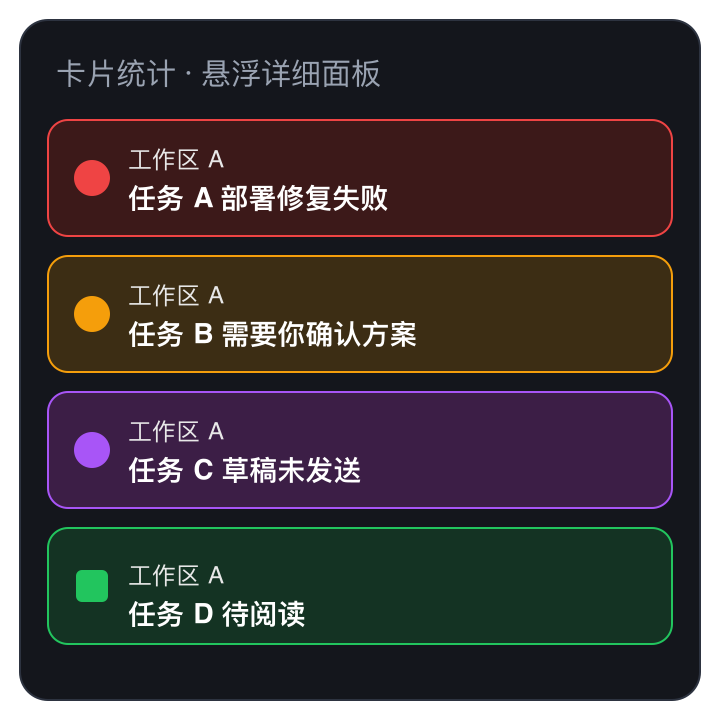 卡片统计 · 悬浮详细面板
工作区 A
任务 A 部署修复失败
工作区 A
任务 B 需要你确认方案
工作区 A
任务 C 草稿未发送
工作区 A
任务 D 待阅读